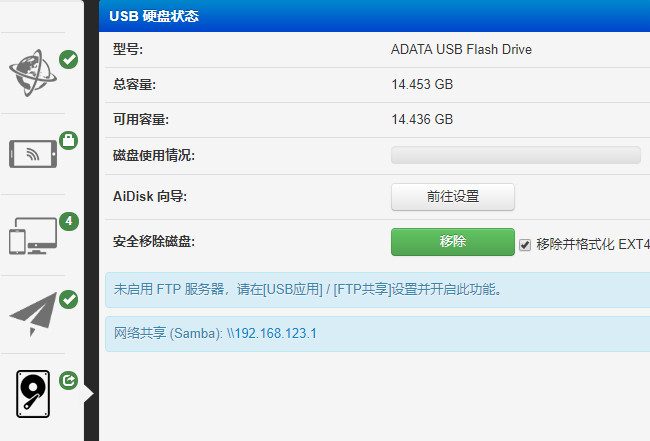 USB 硬盘状态
型号: ADATA USB Flash Drive
总容量: 14.453 GB
可用容量: 14.436 GB
磁盘使用情况:
AiDisk 向导: 前往设置
安全移除磁盘: 移除 移除并格式化 EXT4
未启用 FTP 服务器，请在[USB应用] / [FTP共享]设置并开启此功能。
网络共享 (Samba): \\192.168.123.1
4